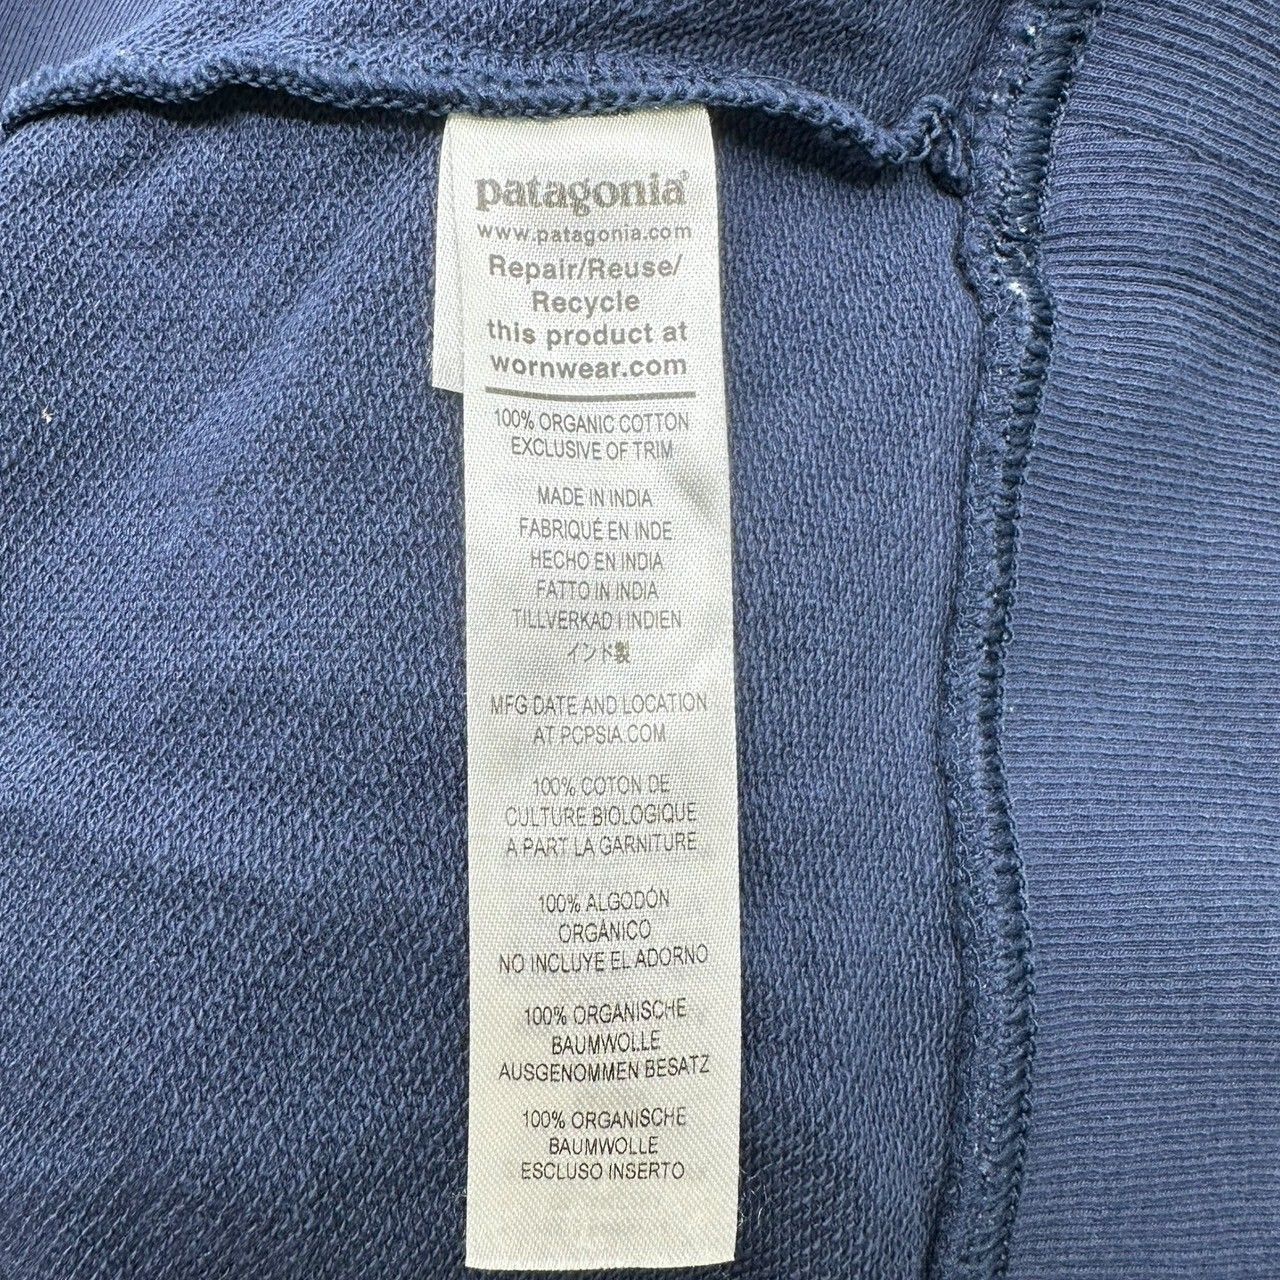 patagonia®
www.patagonia.com
Repair/Reuse/
Recycle
this product at
wornwear.com
100% ORGANIC COTTON
EXCLUSIVE OF TRIM
MADE IN INDIA
FABRIQUÉ EN INDE
HECHO EN INDIA
FATTO IN INDIA
TILLVERKAD I INDIEN
インド製
MFG DATE AND LOCATION
AT PCPSIA.COM
100% COTON DE
CULTURE BIOLOGIQUE
A PART LA GARNITURE
100% ALGODÓN
ORGÁNICO
NO INCLUYE EL ADORNO
100% ORGANISCHE
BAUMWOLLE
AUSGENOMMEN BESATZ
100% ORGANISCHE
BAUMWOLLE
ESCLUSO INSERTO